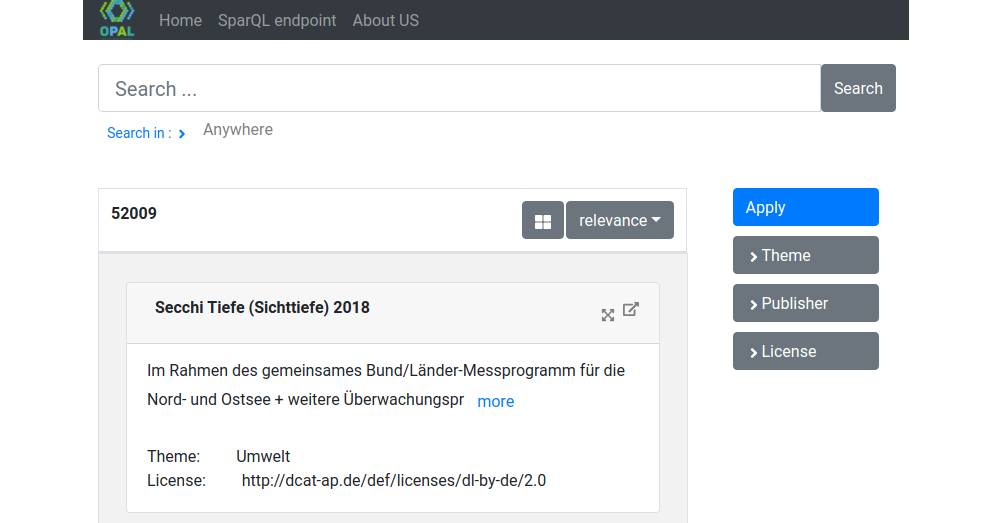 OPAL Home SparQL endpoint About US
Search ... Search
Search in : Anywhere
52009 relevance
Apply
Theme
Publisher
License
Secchi Tiefe (Sichttiefe) 2018
Im Rahmen des gemeinsames Bund/Länder-Messprogramm für die
Nord- und Ostsee + weitere Überwachungspr more
Theme: Umwelt
License: http://dcat-ap.de/def/licenses/dl-by-de/2.0